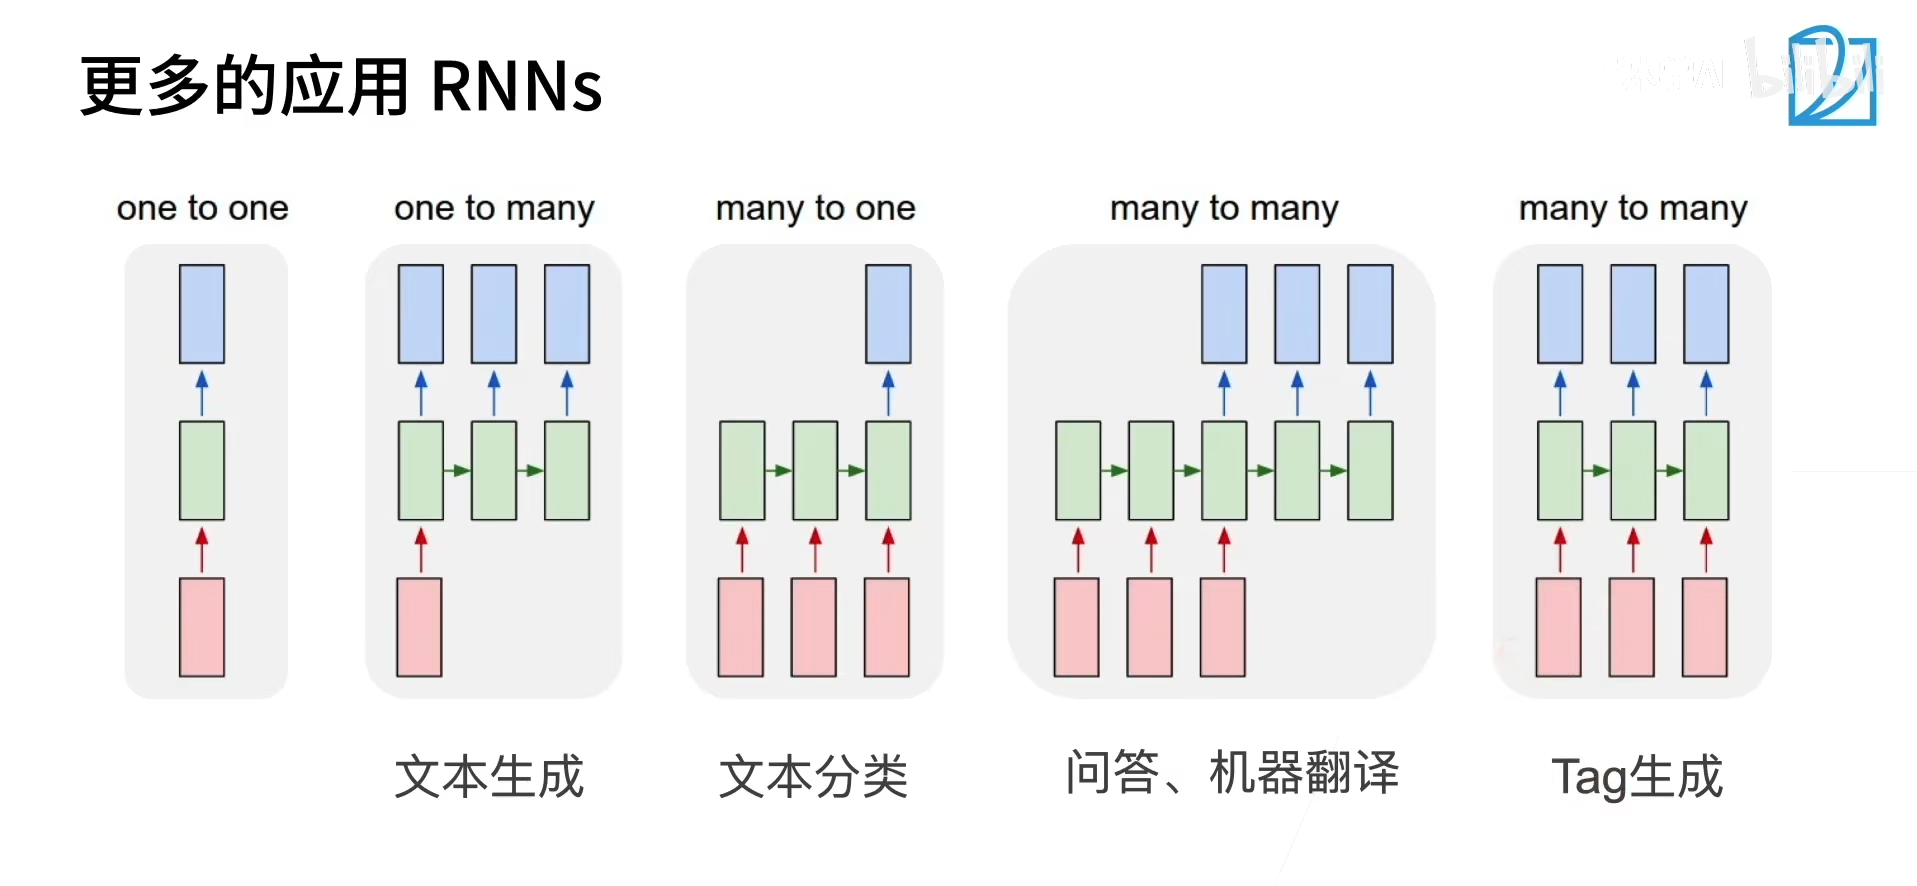 更多的应用 RNNs
bilibili
one to one
one to many
many to one
many to many
many to many
文本生成
文本分类
问答、机器翻译
Tag生成